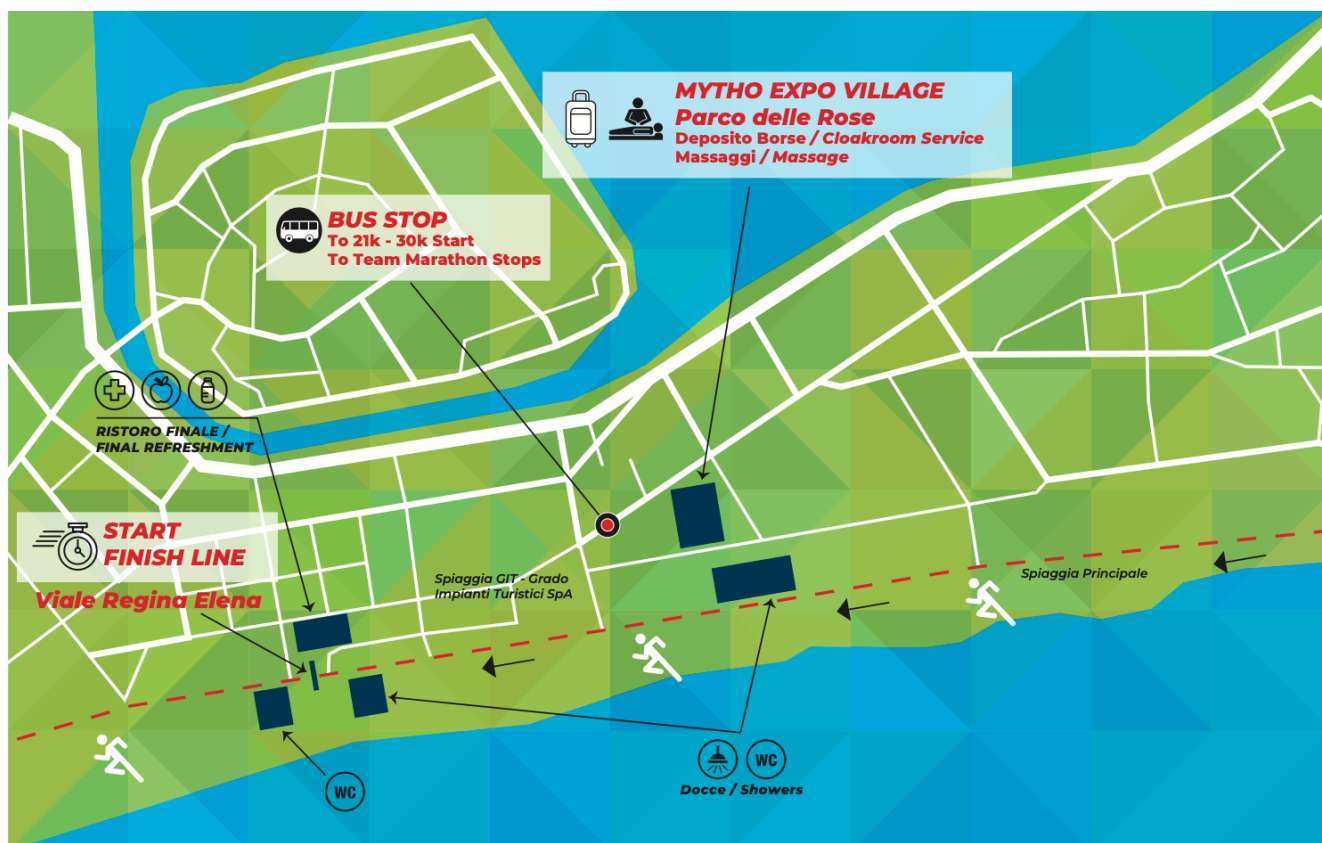 MYTHO EXPO VILLAGE
Parco delle Rose
Deposito Borse / Cloakroom Service
Massaggi / Massage
BUS STOP
To 21k - 30k Start
To Team Marathon Stops
RISTORO FINALE /
FINAL REFRESHMENT
START
FINISH LINE
Viale Regina Elena
Spiaggia GIT - Grado
Impianti Turistici SpA
Spiaggia Principale
WC
WC
Docce / Showers